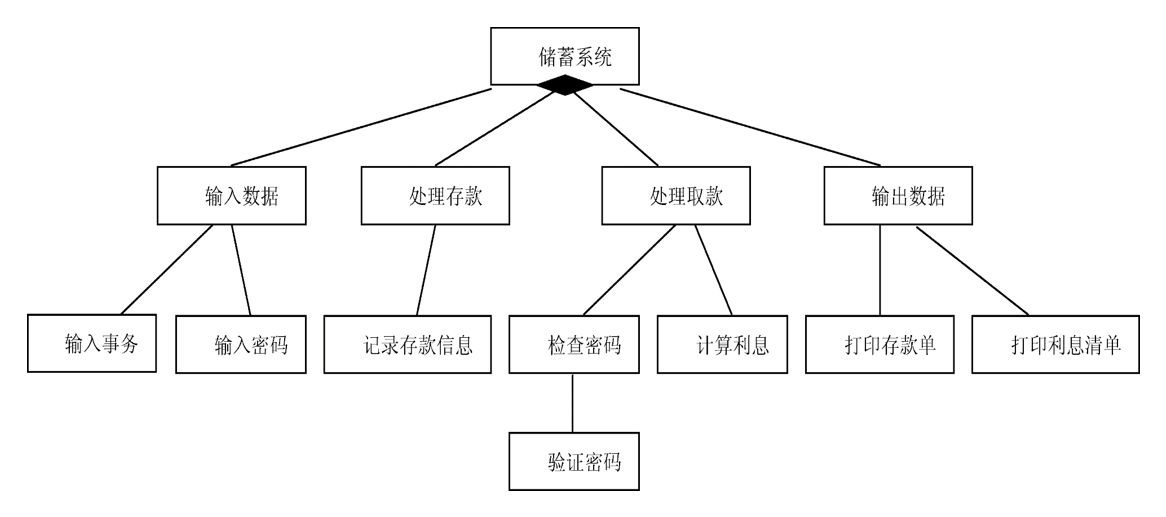 储蓄系统
输入数据
处理存款
处理取款
输出数据
输入事务
输入密码
记录存款信息
检查密码
计算利息
打印存款单
打印利息清单
验证密码